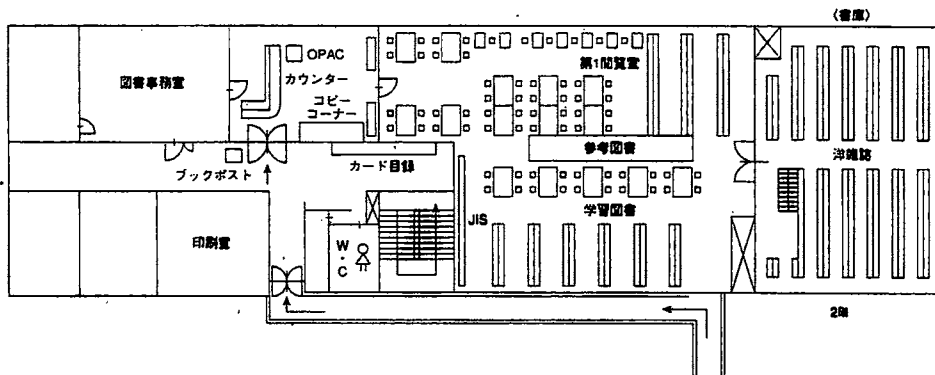 〈書庫〉
図書事務室
OPAC
カウンター
コピー
コーナー
第1閲覧室
参考図書
洋雑誌
ブックポスト
カード目録
学習図書
JIS
印刷室
W・C
2階